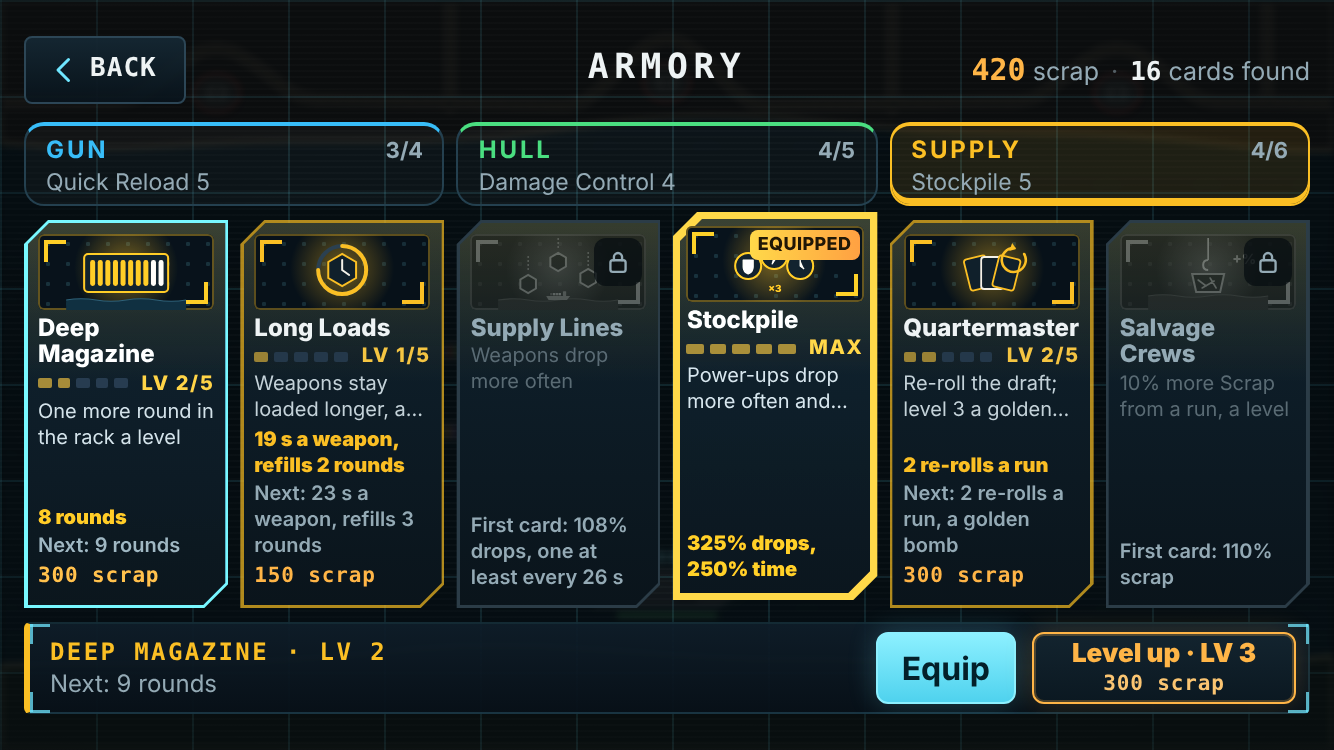 BACK
ARMORY
420 scrap · 16 cards found
GUN 3/4
Quick Reload 5
HULL 4/5
Damage Control 4
SUPPLY 4/6
Stockpile 5
Deep
Magazine
LV 2/5
One more round in
the rack a level
8 rounds
Next: 9 rounds
300 scrap
Long Loads
LV 1/5
Weapons stay
loaded longer, a...
19 s a weapon,
refills 2 rounds
Next: 23 s a
weapon, refills 3
rounds
150 scrap
Supply Lines
Weapons drop
more often
First card: 108%
drops, one at
least every 26 s
EQUIPPED
×3
Stockpile
MAX
Power-ups drop
more often and...
325% drops,
250% time
Quartermaster
LV 2/5
Re-roll the draft;
level 3 a golden...
2 re-rolls a run
Next: 2 re-rolls a
run, a golden
bomb
300 scrap
Salvage
Crews
10% more Scrap
from a run, a level
First card: 110%
scrap
DEEP MAGAZINE · LV 2
Next: 9 rounds
Equip
Level up · LV 3
300 scrap